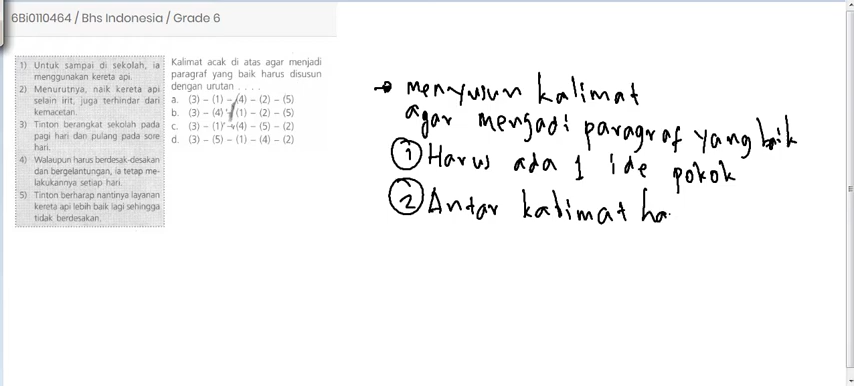 6Bi0110464 / Bhs Indonesia / Grade 6
1) Untuk sampai di sekolah, ia
menggunakan kereta api.
2) Menurutnya, naik kereta api
selain irit, juga terhindar dari
kemacetan.
3) Tinton berangkat sekolah pada
pagi hari dan pulang pada sore
hari.
4) Walaupun harus berdesak-desakan
dan bergelantungan, ia tetap me-
lakukannya setiap hari.
5) Tinton berharap nantinya layanan
kereta api lebih baik lagi sehingga
tidak berdesakan.
Kalimat acak di atas agar menjadi
paragraf yang baik harus disusun
dengan urutan . . . .
a. (3) – (1) – (4) – (2) – (5)
b. (3) – (4) – (1) – (2) – (5)
c. (3) – (1) – (4) – (5) – (2)
d. (3) – (5) – (1) – (4) – (2)
Menyusun kalimat
agar menjadi paragraf yang baik
1 Harus ada 1 ide pokok
2 Antar kalimat ha